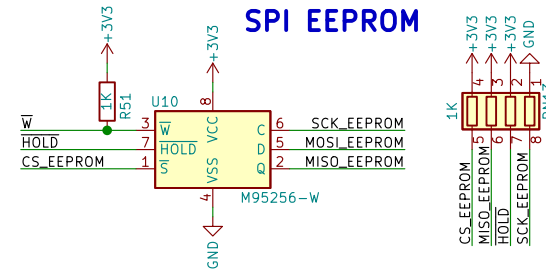 SPI EEPROM
+3V3
1K
R51
+3V3
U10
8
VCC
W
3
W
C
6
SCK_EEPROM
HOLD
7
HOLD
D
5
MOSI_EEPROM
CS_EEPROM
1
S
Q
2
MISO_EEPROM
VSS
4
M95256-W
GND
+3V3
+3V3
+3V3
GND
4
3
2
1
1K
5
6
7
8
CS_EEPROM
MISO_EEPROM
HOLD
SCK_EEPROM